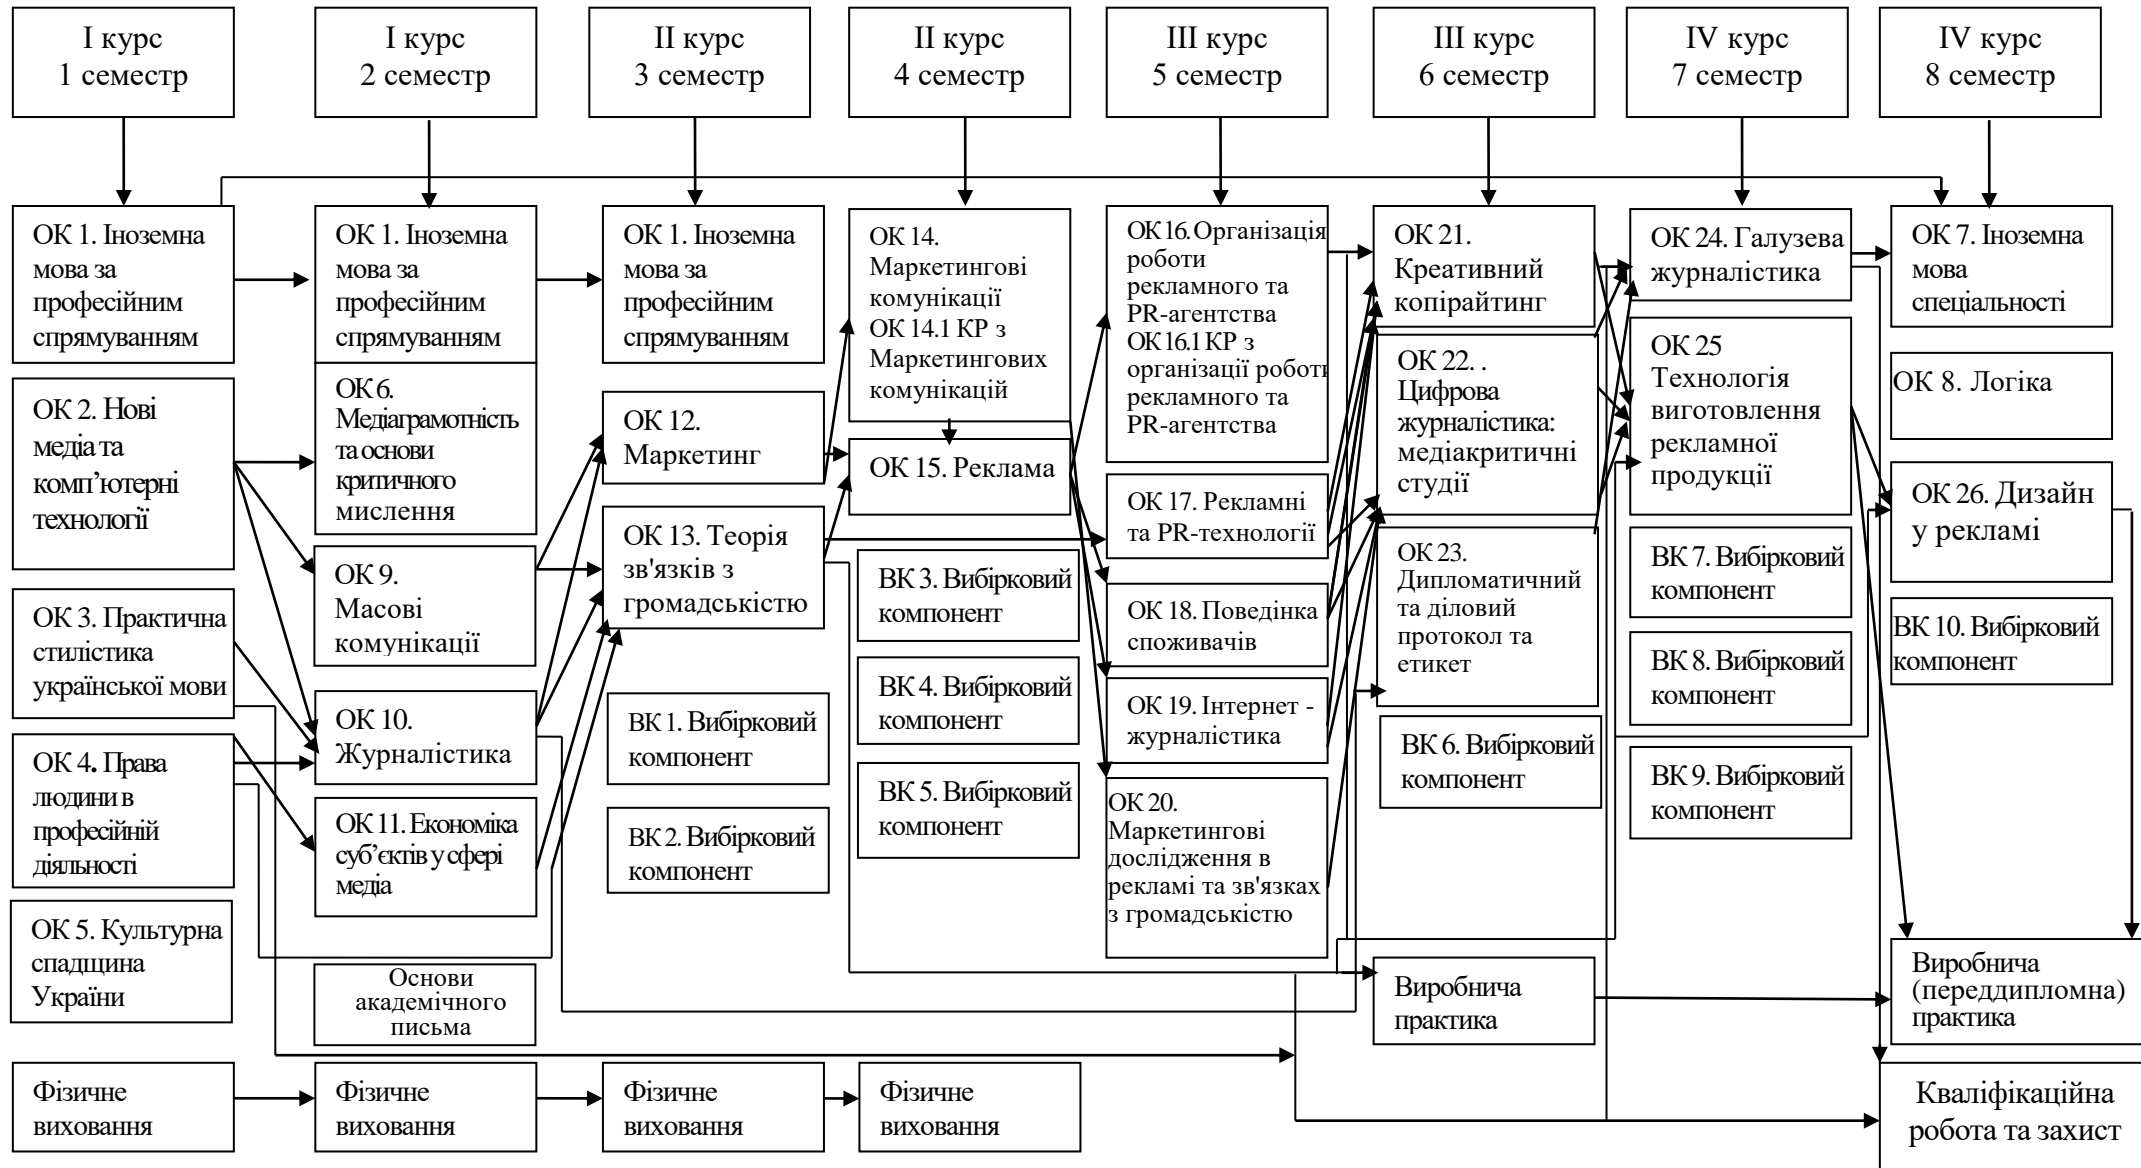 І курс
1 семестр
І курс
2 семестр
ІІ курс
3 семестр
ІІ курс
4 семестр
ІІІ курс
5 семестр
ІІІ курс
6 семестр
ІV курс
7 семестр
ІV курс
8 семестр
ОК 1. Іноземна
мова за
професійним
спрямуванням
ОК 2. Нові
медіа та
комп’ютерні
технології
ОК 3. Практична
стилістика
української мови
ОК 4. Права
людини в
професійній
діяльності
ОК 5. Культурна
спадщина
України
Фізичне
виховання
ОК 1. Іноземна
мова за
професійним
спрямуванням
ОК 6.
Медіаграмотність
та основи
критичного
мислення
ОК 9.
Масові
комунікації
ОК 10.
Журналістика
ОК 11. Економіка
суб’єктів у сфері
медіа
Основи
академічного
письма
Фізичне
виховання
ОК 1. Іноземна
мова за
професійним
спрямуванням
ОК 12.
Маркетинг
ОК 13. Теорія
зв'язків з
громадськістю
ВК 1. Вибірковий
компонент
ВК 2. Вибірковий
компонент
Фізичне
виховання
ОК 14.
Маркетингові
комунікації
ОК 14.1 КР з
Маркетингових
комунікацій
ОК 15. Реклама
ВК 3. Вибірковий
компонент
ВК 4. Вибірковий
компонент
ВК 5. Вибірковий
компонент
Фізичне
виховання
ОК 16. Організація
роботи
рекламного та
PR-агентства
ОК 16.1 КР з
організації роботи
рекламного та
PR-агентства
ОК 17. Рекламні
та PR-технології
ОК 18. Поведінка
споживачів
ОК 19. Інтернет -
журналістика
ОК 20.
Маркетингові
дослідження в
рекламі та зв'язках
з громадськістю
ОК 21.
Креативний
копірайтинг
ОК 22. .
Цифрова
журналістика:
медіакритичні
студії
ОК 23.
Дипломатичний
та діловий
протокол та
етикет
ВК 6. Вибірковий
компонент
Виробнича
практика
ОК 24. Галузева
журналістика
ОК 25
Технологія
виготовлення
рекламної
продукції
ВК 7. Вибірковий
компонент
ВК 8. Вибірковий
компонент
ВК 9. Вибірковий
компонент
ОК 7. Іноземна
мова
спеціальності
ОК 8. Логіка
ОК 26. Дизайн
у рекламі
ВК 10. Вибірковий
компонент
Виробнича
(переддипломна)
практика
Кваліфікаційна
робота та захист